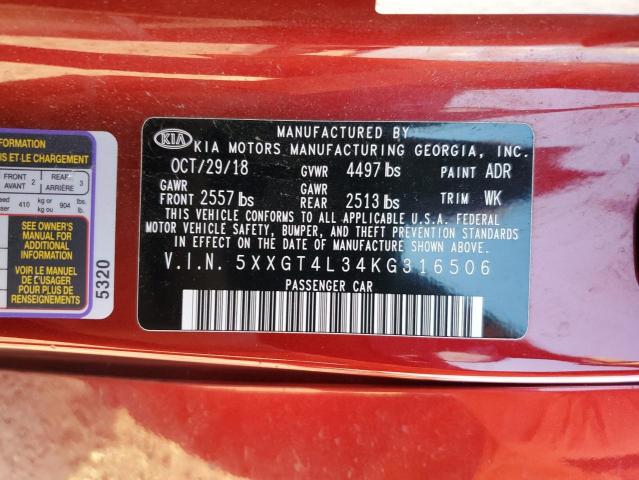 KIA
MANUFACTURED BY
KIA MOTORS MANUFACTURING GEORGIA, INC.
OCT/29/18 GVWR 4497 lbs PAINT ADR
GAWR FRONT 2557 lbs GAWR REAR 2513 lbs TRIM WK
THIS VEHICLE CONFORMS TO ALL APPLICABLE U.S.A. FEDERAL
MOTOR VEHICLE SAFETY, BUMPER, AND THEFT PREVENTION STANDARDS
IN EFFECT ON THE DATE OF MANUFACTURE SHOWN ABOVE.
V.I.N. 5XXGT4L34KG316506
PASSENGER CAR
FORMATION
IS ET LE CHARGEMENT
FRONT AVANT 2 REAR ARRIÈRE 3
410 kg or kg ou 904 lbs. lb.
SEE OWNER'S
MANUAL FOR
ADDITIONAL
INFORMATION
VOIR LE MANUEL
DE L'USAGER
POUR PLUS DE
RENSEIGNEMENTS
5320